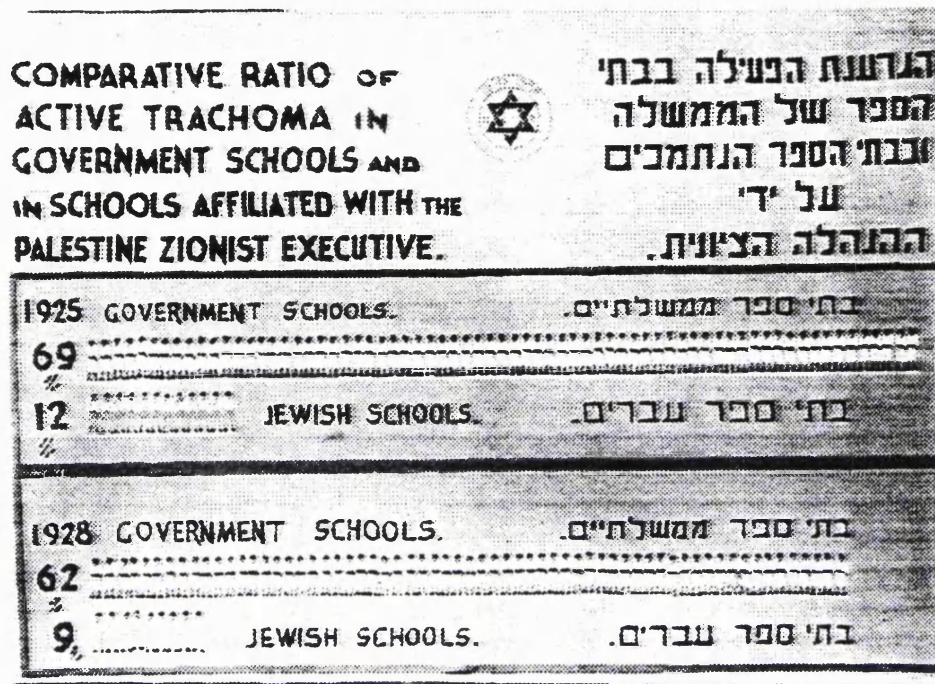 COMPARATIVE RATIO OF
ACTIVE TRACHOMA IN
GOVERNMENT SCHOOLS AND
IN SCHOOLS AFFILIATED WITH THE
PALESTINE ZIONIST EXECUTIVE.
הגרענת הפעילה בבתי
הספר של הממשלה
ובבתי הספר הנתמכים
על ידי
ההנהלה הציונית.
1925 GOVERNMENT SCHOOLS. בתי ספר ממשלתיים.
69
%
12 JEWISH SCHOOLS. בתי ספר עברים.
%
1928 GOVERNMENT SCHOOLS. בתי ספר ממשלתיים.
62
%
9% JEWISH SCHOOLS. בתי ספר עברים.